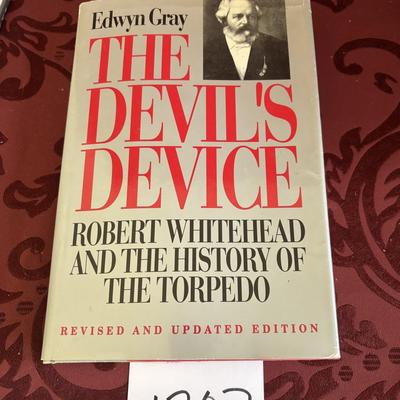 Edwyn Gray
THE
DEVIL'S
DEVICE
ROBERT WHITEHEAD
AND THE HISTORY OF
THE TORPEDO
REVISED AND UPDATED EDITION